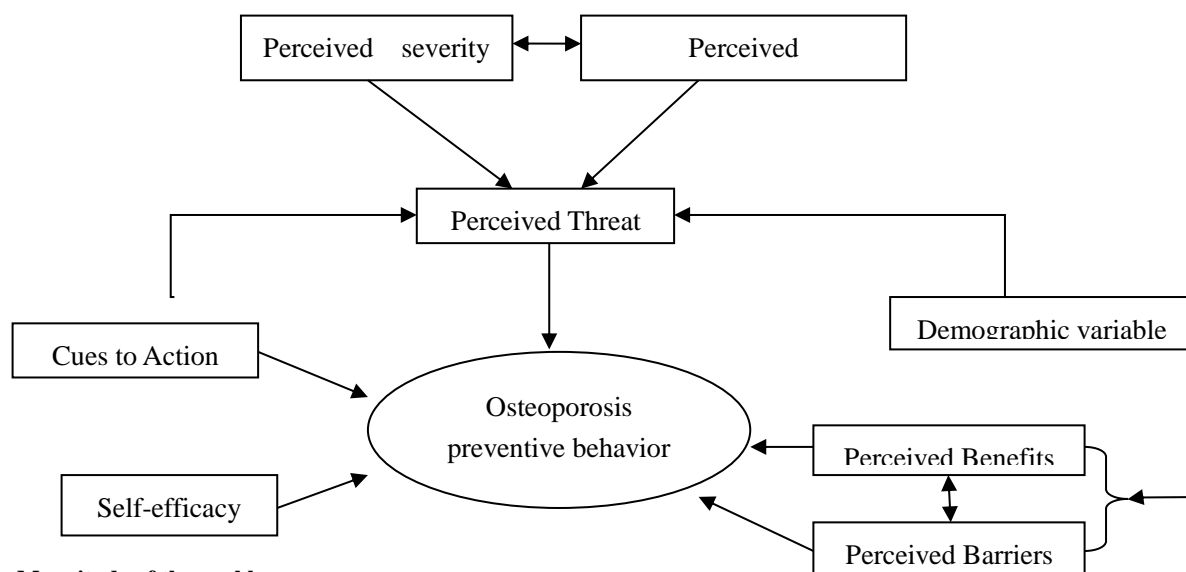 Perceived severity
Perceived
Perceived Threat
Demographic variable
Cues to Action
Osteoporosis
preventive behavior
Perceived Benefits
Self-efficacy
Perceived Barriers